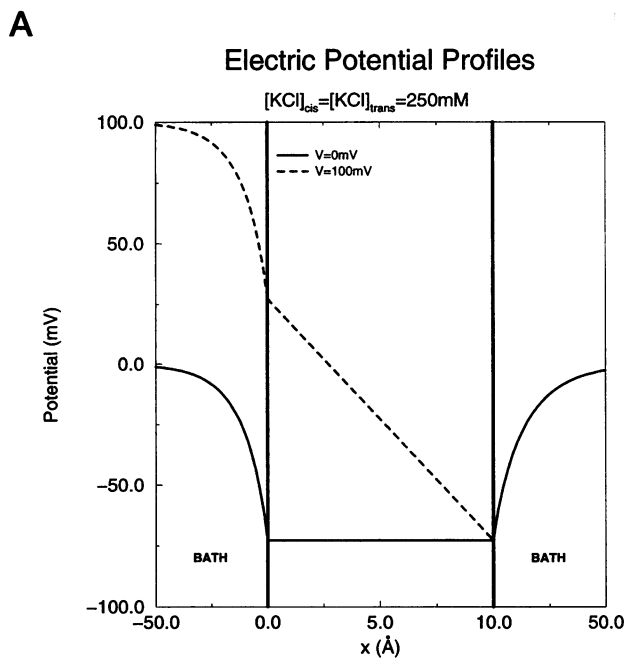 A
Electric Potential Profiles
[KCl]cis=[KCl]trans=250mM
100.0
50.0
0.0
−50.0
−100.0
Potential (mV)
V=0mV
V=100mV
BATH
BATH
−50.0
0.0
5.0
10.0
50.0
x (Å)